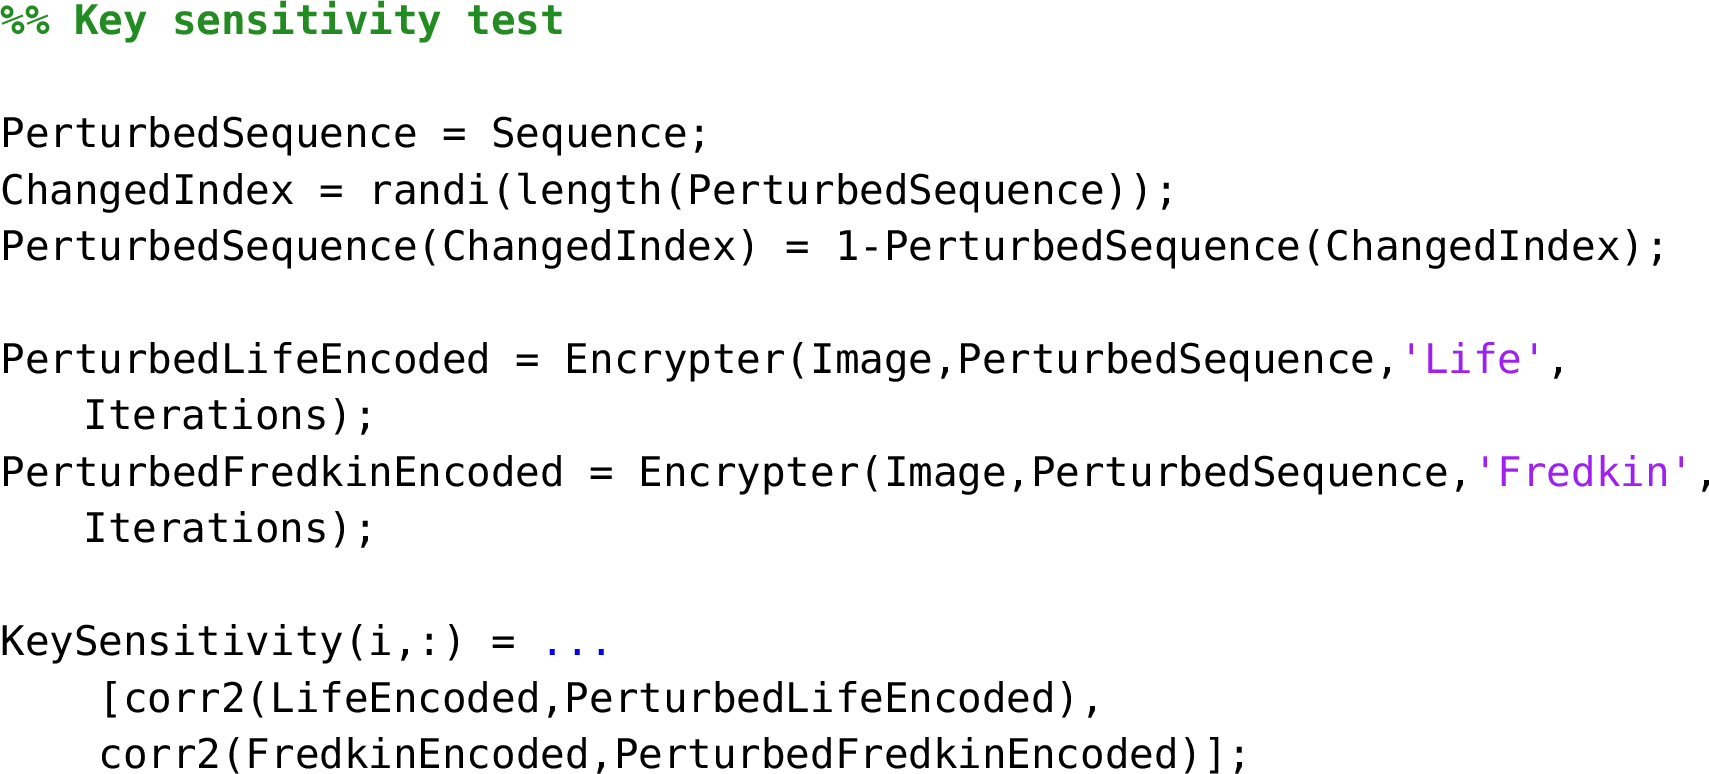 %% Key sensitivity test
PerturbedSequence = Sequence;
ChangedIndex = randi(length(PerturbedSequence));
PerturbedSequence(ChangedIndex) = 1-PerturbedSequence(ChangedIndex);
PerturbedLifeEncoded = Encrypter(Image,PerturbedSequence,'Life',
Iterations);
PerturbedFredkinEncoded = Encrypter(Image,PerturbedSequence,'Fredkin',
Iterations);
KeySensitivity(i,:) = ...
[corr2(LifeEncoded,PerturbedLifeEncoded),
corr2(FredkinEncoded,PerturbedFredkinEncoded)];